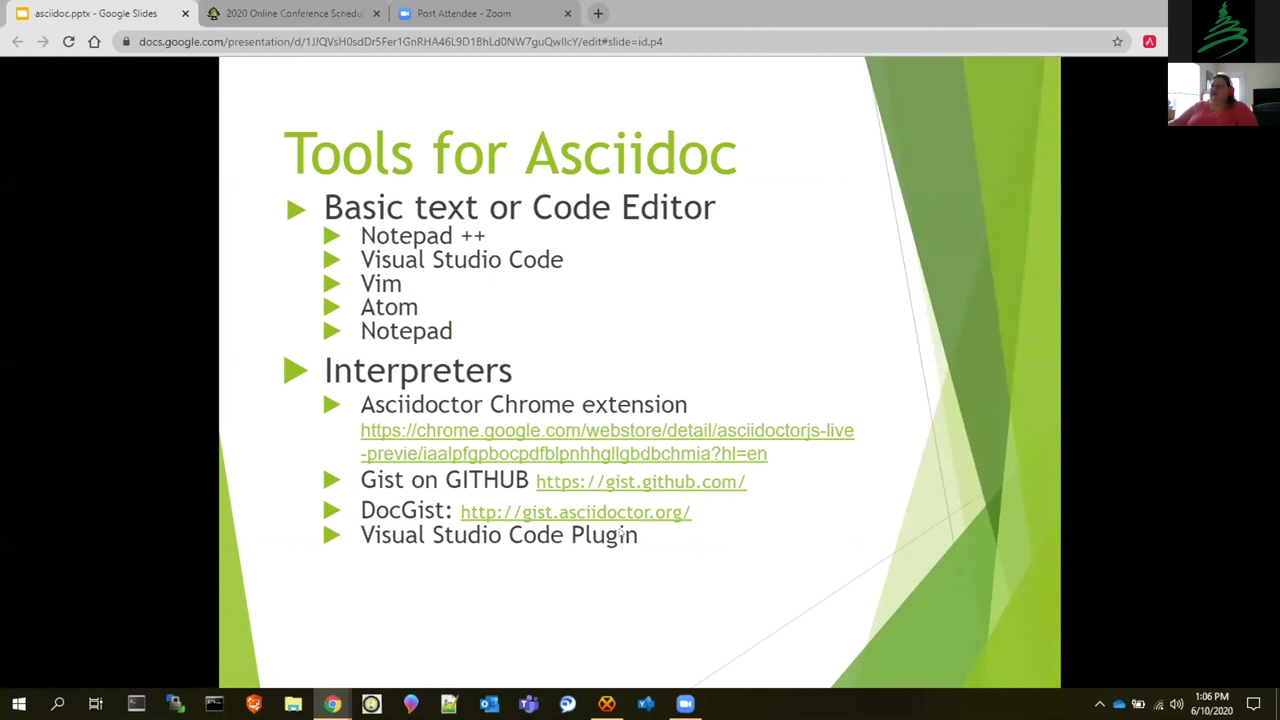 asciidoc.pptx - Google Slides
2020 Online Conference Schedu
Post Attendee - Zoom
docs.google.com/presentation/d/1JJQVsH0sdDr5Fer1GnRHA46L9D1BhLd0NW7guQwIlcY/edit#slide=id.p4
Tools for Asciidoc
Basic text or Code Editor
Notepad ++
Visual Studio Code
Vim
Atom
Notepad
Interpreters
Asciidoctor Chrome extension
https://chrome.google.com/webstore/detail/asciidoctorjs-live
-previe/iaalpfgpbocpdfblpnhhgllgbdbchmia?hl=en
Gist on GITHUB https://gist.github.com/
DocGist: http://gist.asciidoctor.org/
Visual Studio Code Plugin
1:06 PM
6/10/2020